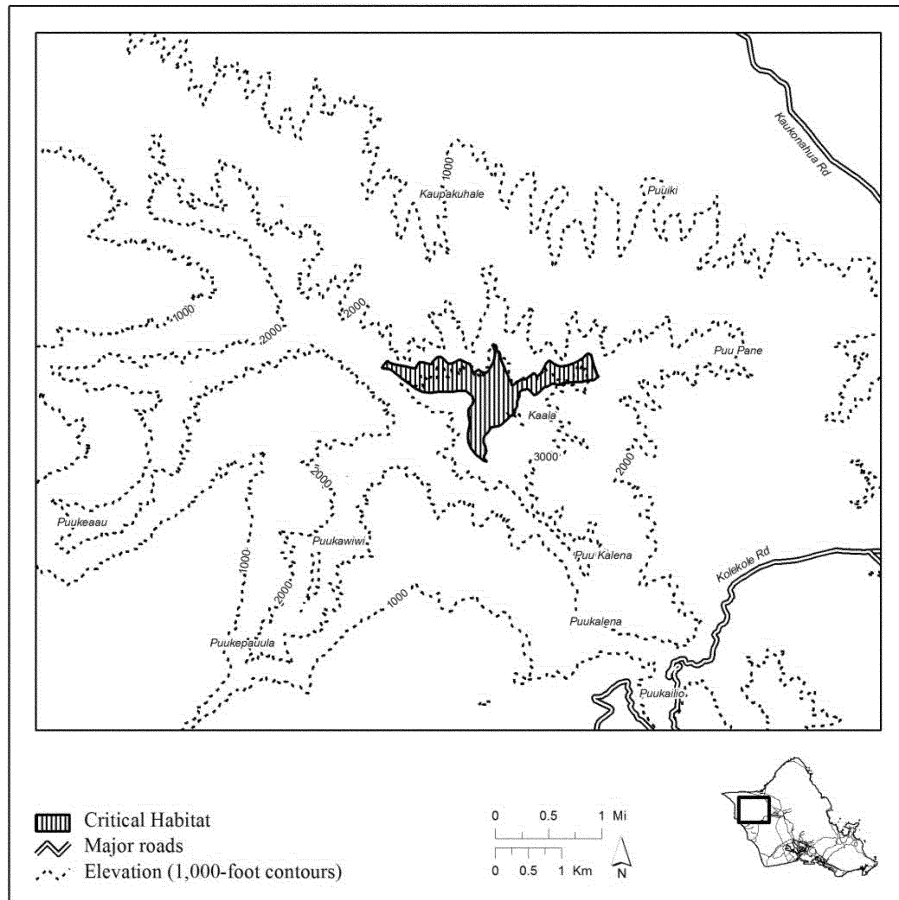 Kaukonahua Rd
1000
Kaupakuhale
Puuiki
1000
2000
2000
Puu Pane
Kaala
3000
2000
2000
Puukeaau
Puukawiwi
Puu Kalena
Kolekole Rd
1000
2000
1000
Puukalena
Puukepauula
Puukailio
Critical Habitat
Major roads
Elevation (1,000-foot contours)
0 0.5 1 Mi
0 0.5 1 Km
N